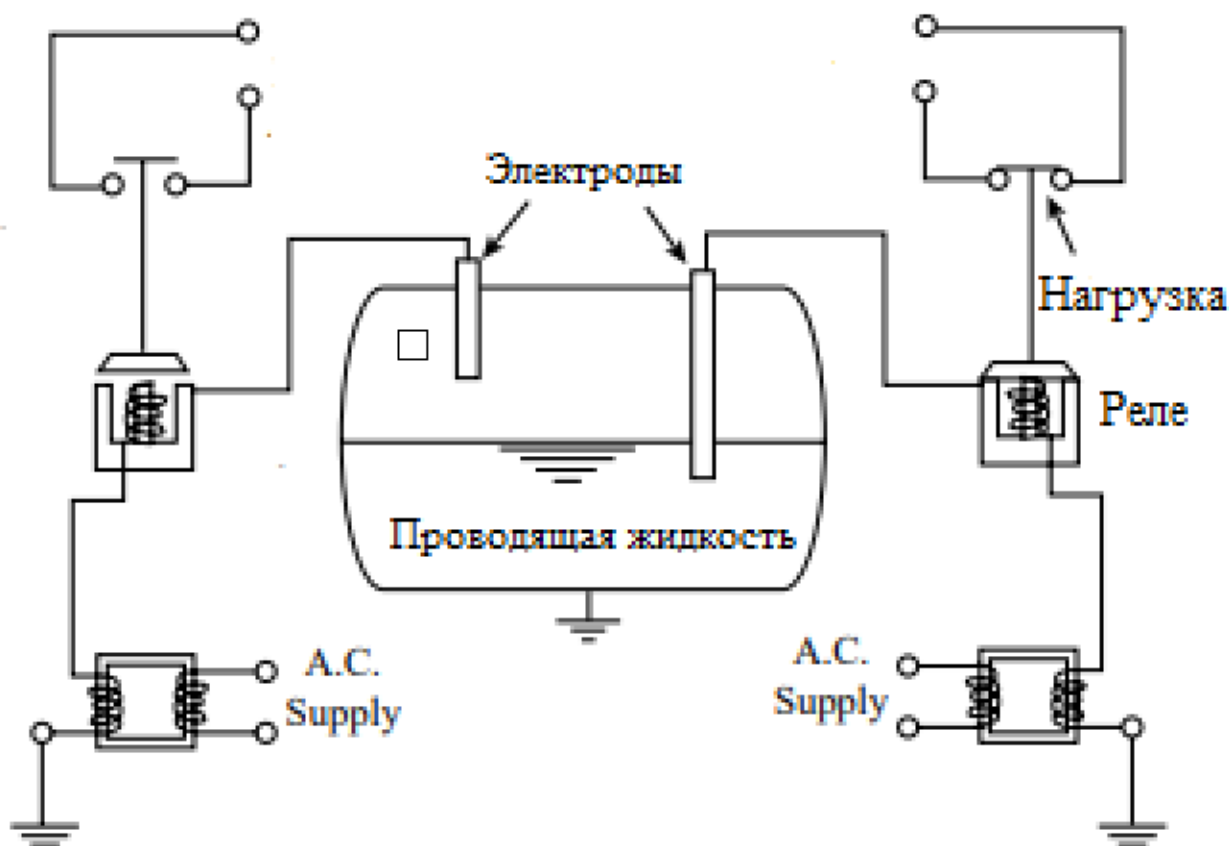 Электроды
Нагрузка
Реле
Проводящая жидкость
A.C.
Supply
A.C.
Supply